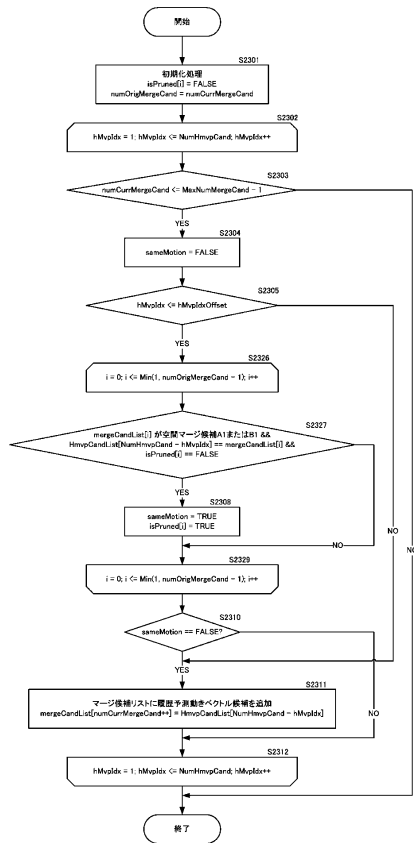 開始
S2301
初期化処理
isPruned[i] = FALSE
numOrigMergeCand = numCurrMergeCand
S2302
hMvpIdx = 1; hMvpIdx <= NumHmvpCand; hMvpIdx++
S2303
numCurrMergeCand <= MaxNumMergeCand - 1
YES
S2304
sameMotion = FALSE
S2305
hMvpIdx <= hMvpIdxOffset
YES
S2326
i = 0; i <= Min(1, numOrigMergeCand - 1); i++
S2327
mergeCandList[i] が空間マージ候補A1またはB1 &&
HmvpCandList[NumHmvpCand - hMvpIdx] == mergeCandList[i] &&
isPruned[i] == FALSE
YES
S2308
sameMotion = TRUE
isPruned[i] = TRUE
NO
NO
NO
S2329
i = 0; i <= Min(1, numOrigMergeCand - 1); i++
S2310
sameMotion == FALSE?
YES
S2311
マージ候補リストに履歴予測動きベクトル候補を追加
mergeCandList[numCurrMergeCand++] = HmvpCandList[NumHmvpCand - hMvpIdx]
NO
S2312
hMvpIdx = 1; hMvpIdx <= NumHmvpCand; hMvpIdx++
終了